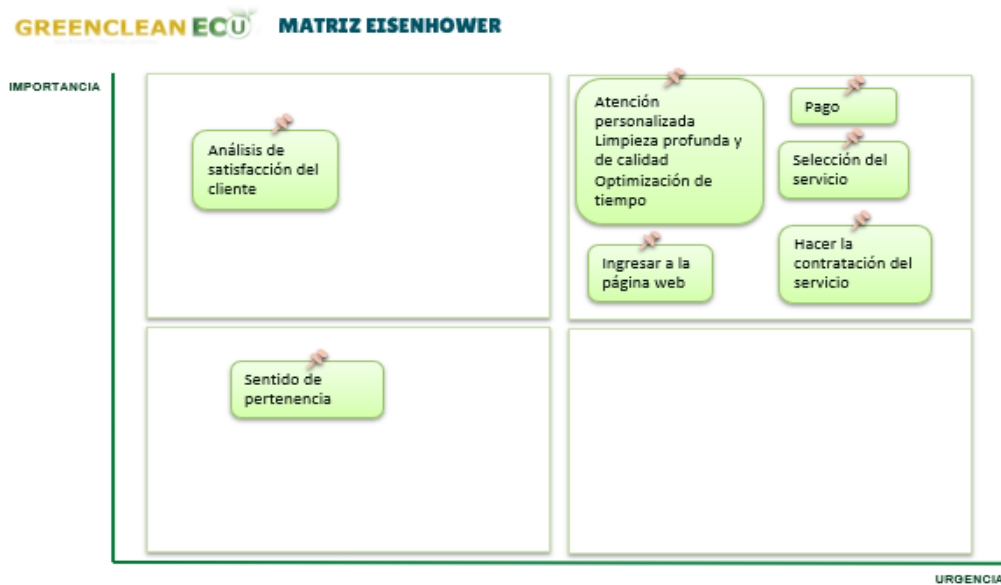 GREENCLEAN ECU
MATRIZ EISENHOWER
IMPORTANCIA
Análisis de
satisfacción del
cliente
Atención
personalizada
Limpieza profunda y
de calidad
Optimización de
tiempo
Pago
Selección del
servicio
Ingresar a la
página web
Hacer la
contratación del
servicio
Sentido de
pertenencia
URGENCIA